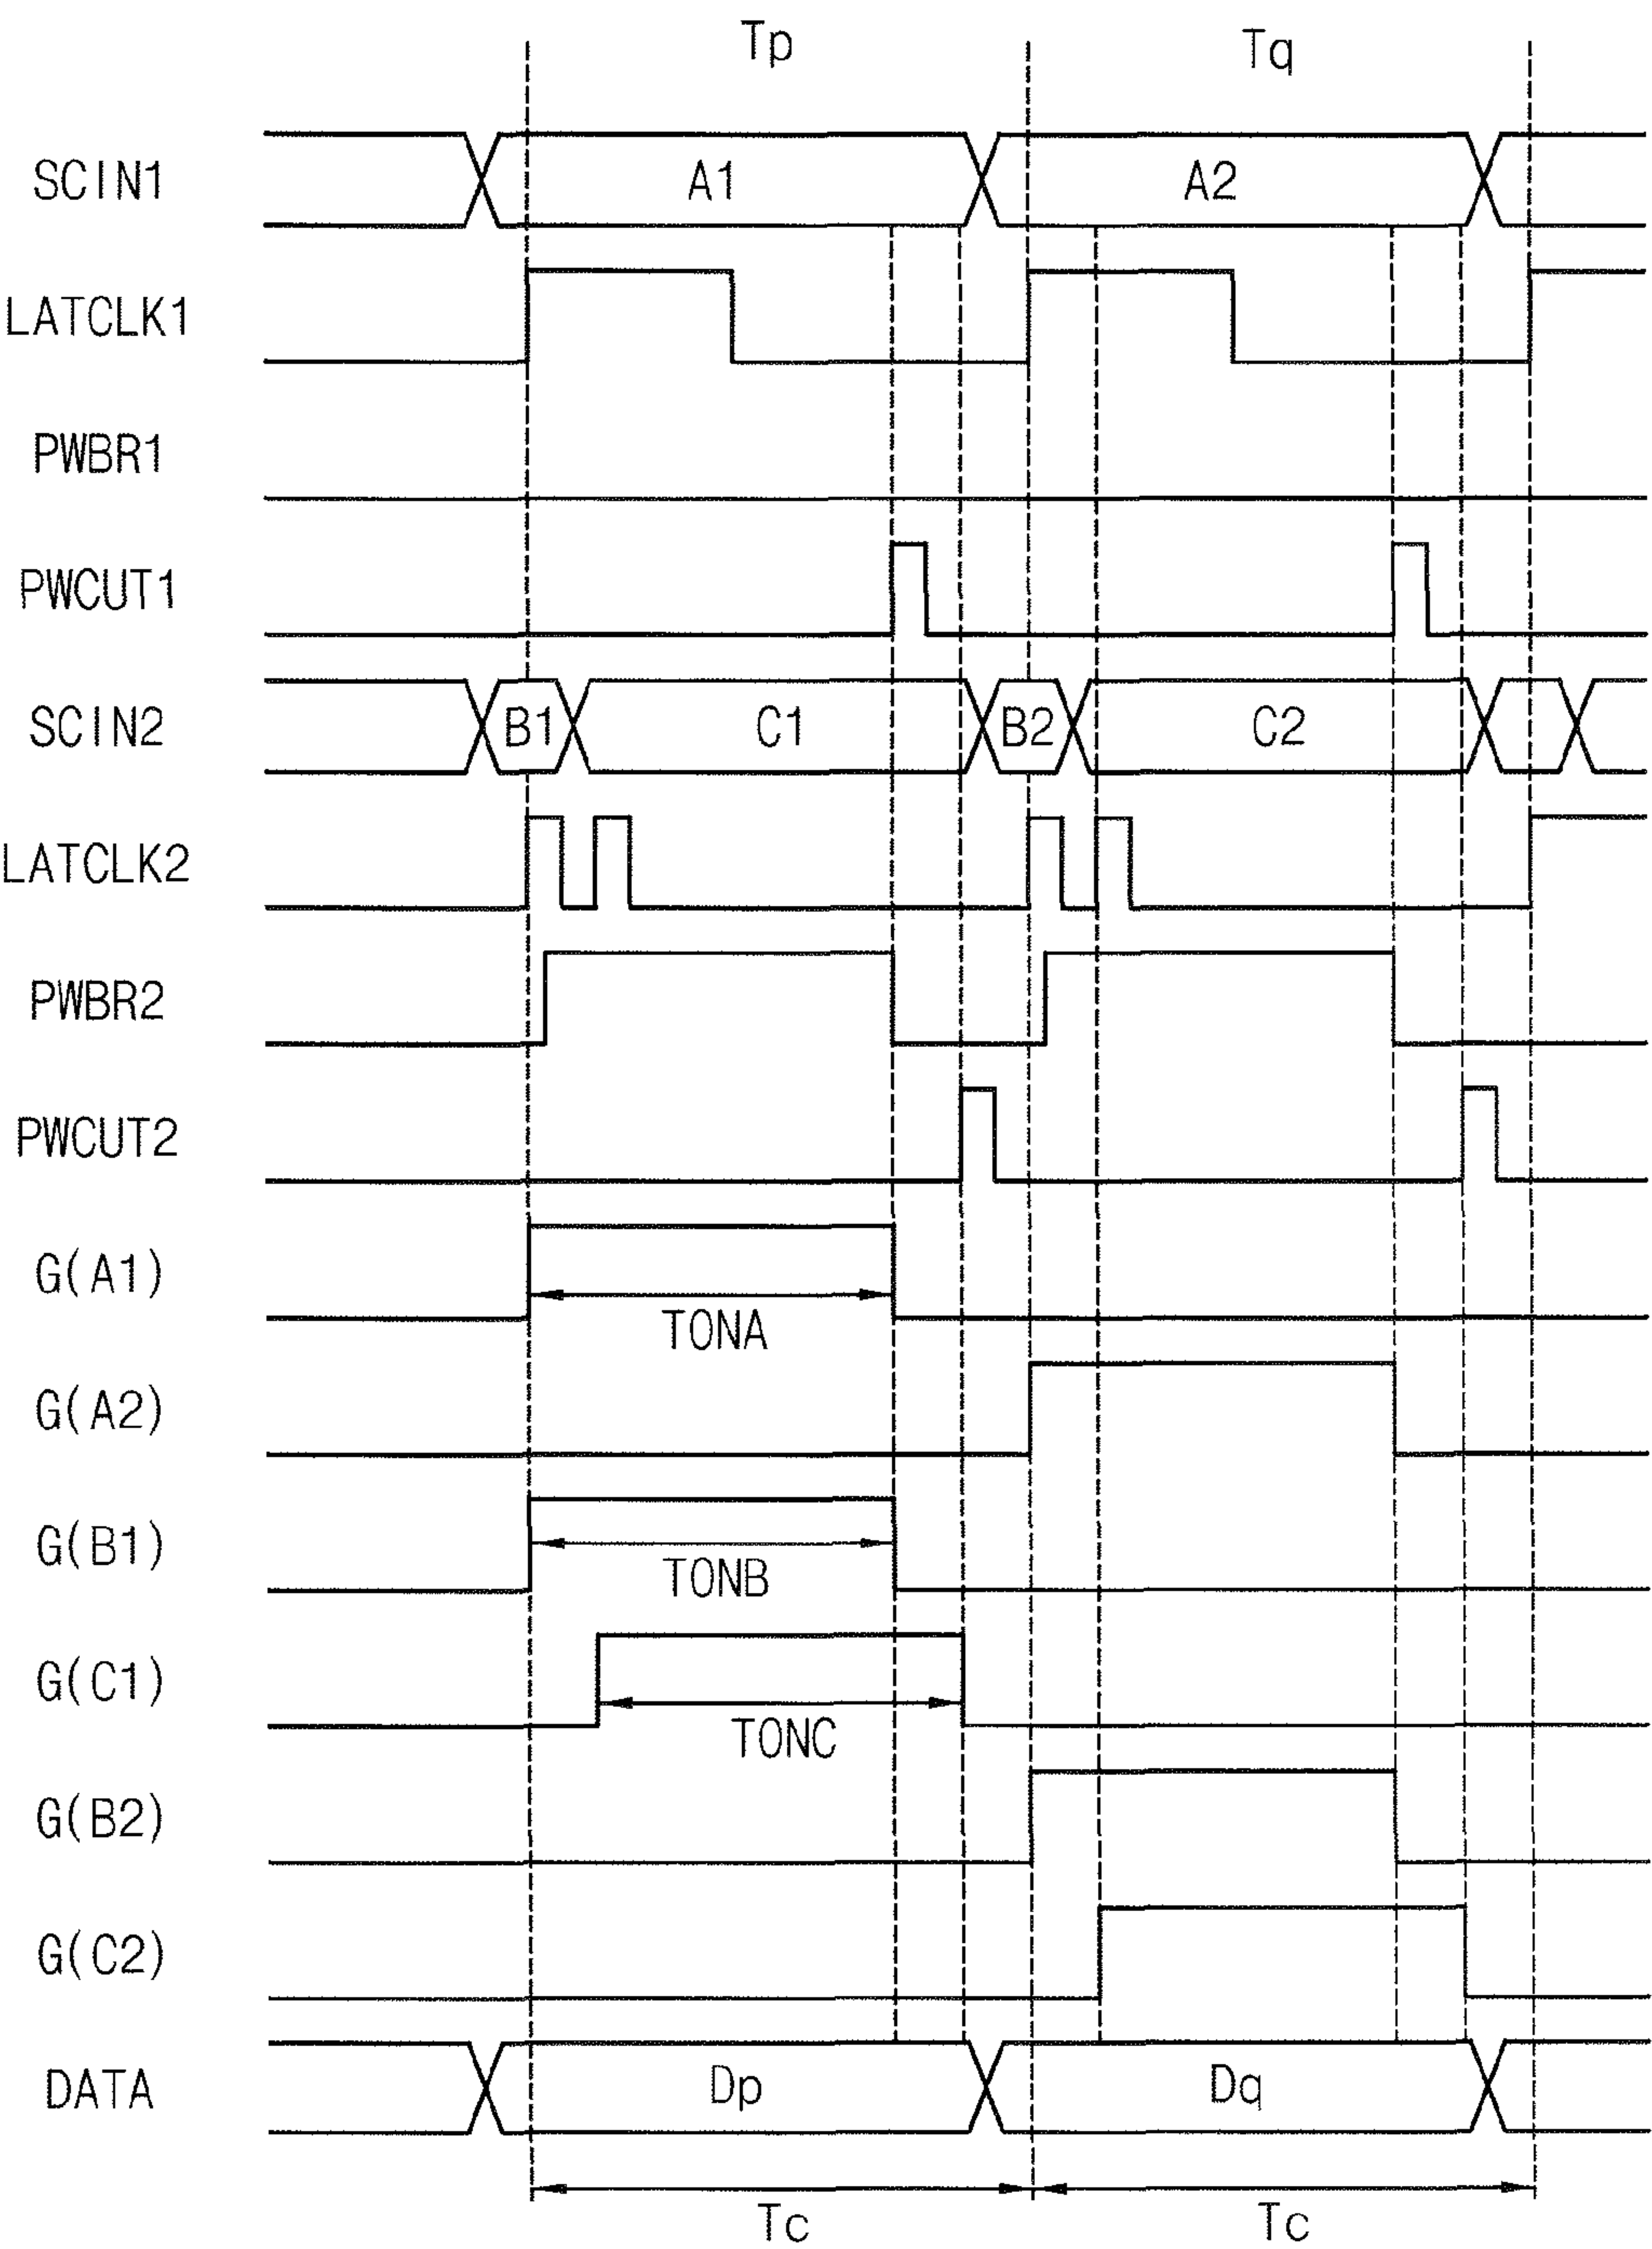 Tp Tq
SCIN1 A1 A2
LATCLK1
PWBR1
PWCUT1
SCIN2 B1 C1 B2 C2
LATCLK2
PWBR2
PWCUT2
G(A1)
TONA
G(A2)
G(B1)
TONB
G(C1)
TONC
G(B2)
G(C2)
DATA Dp Dq
Tc Tc